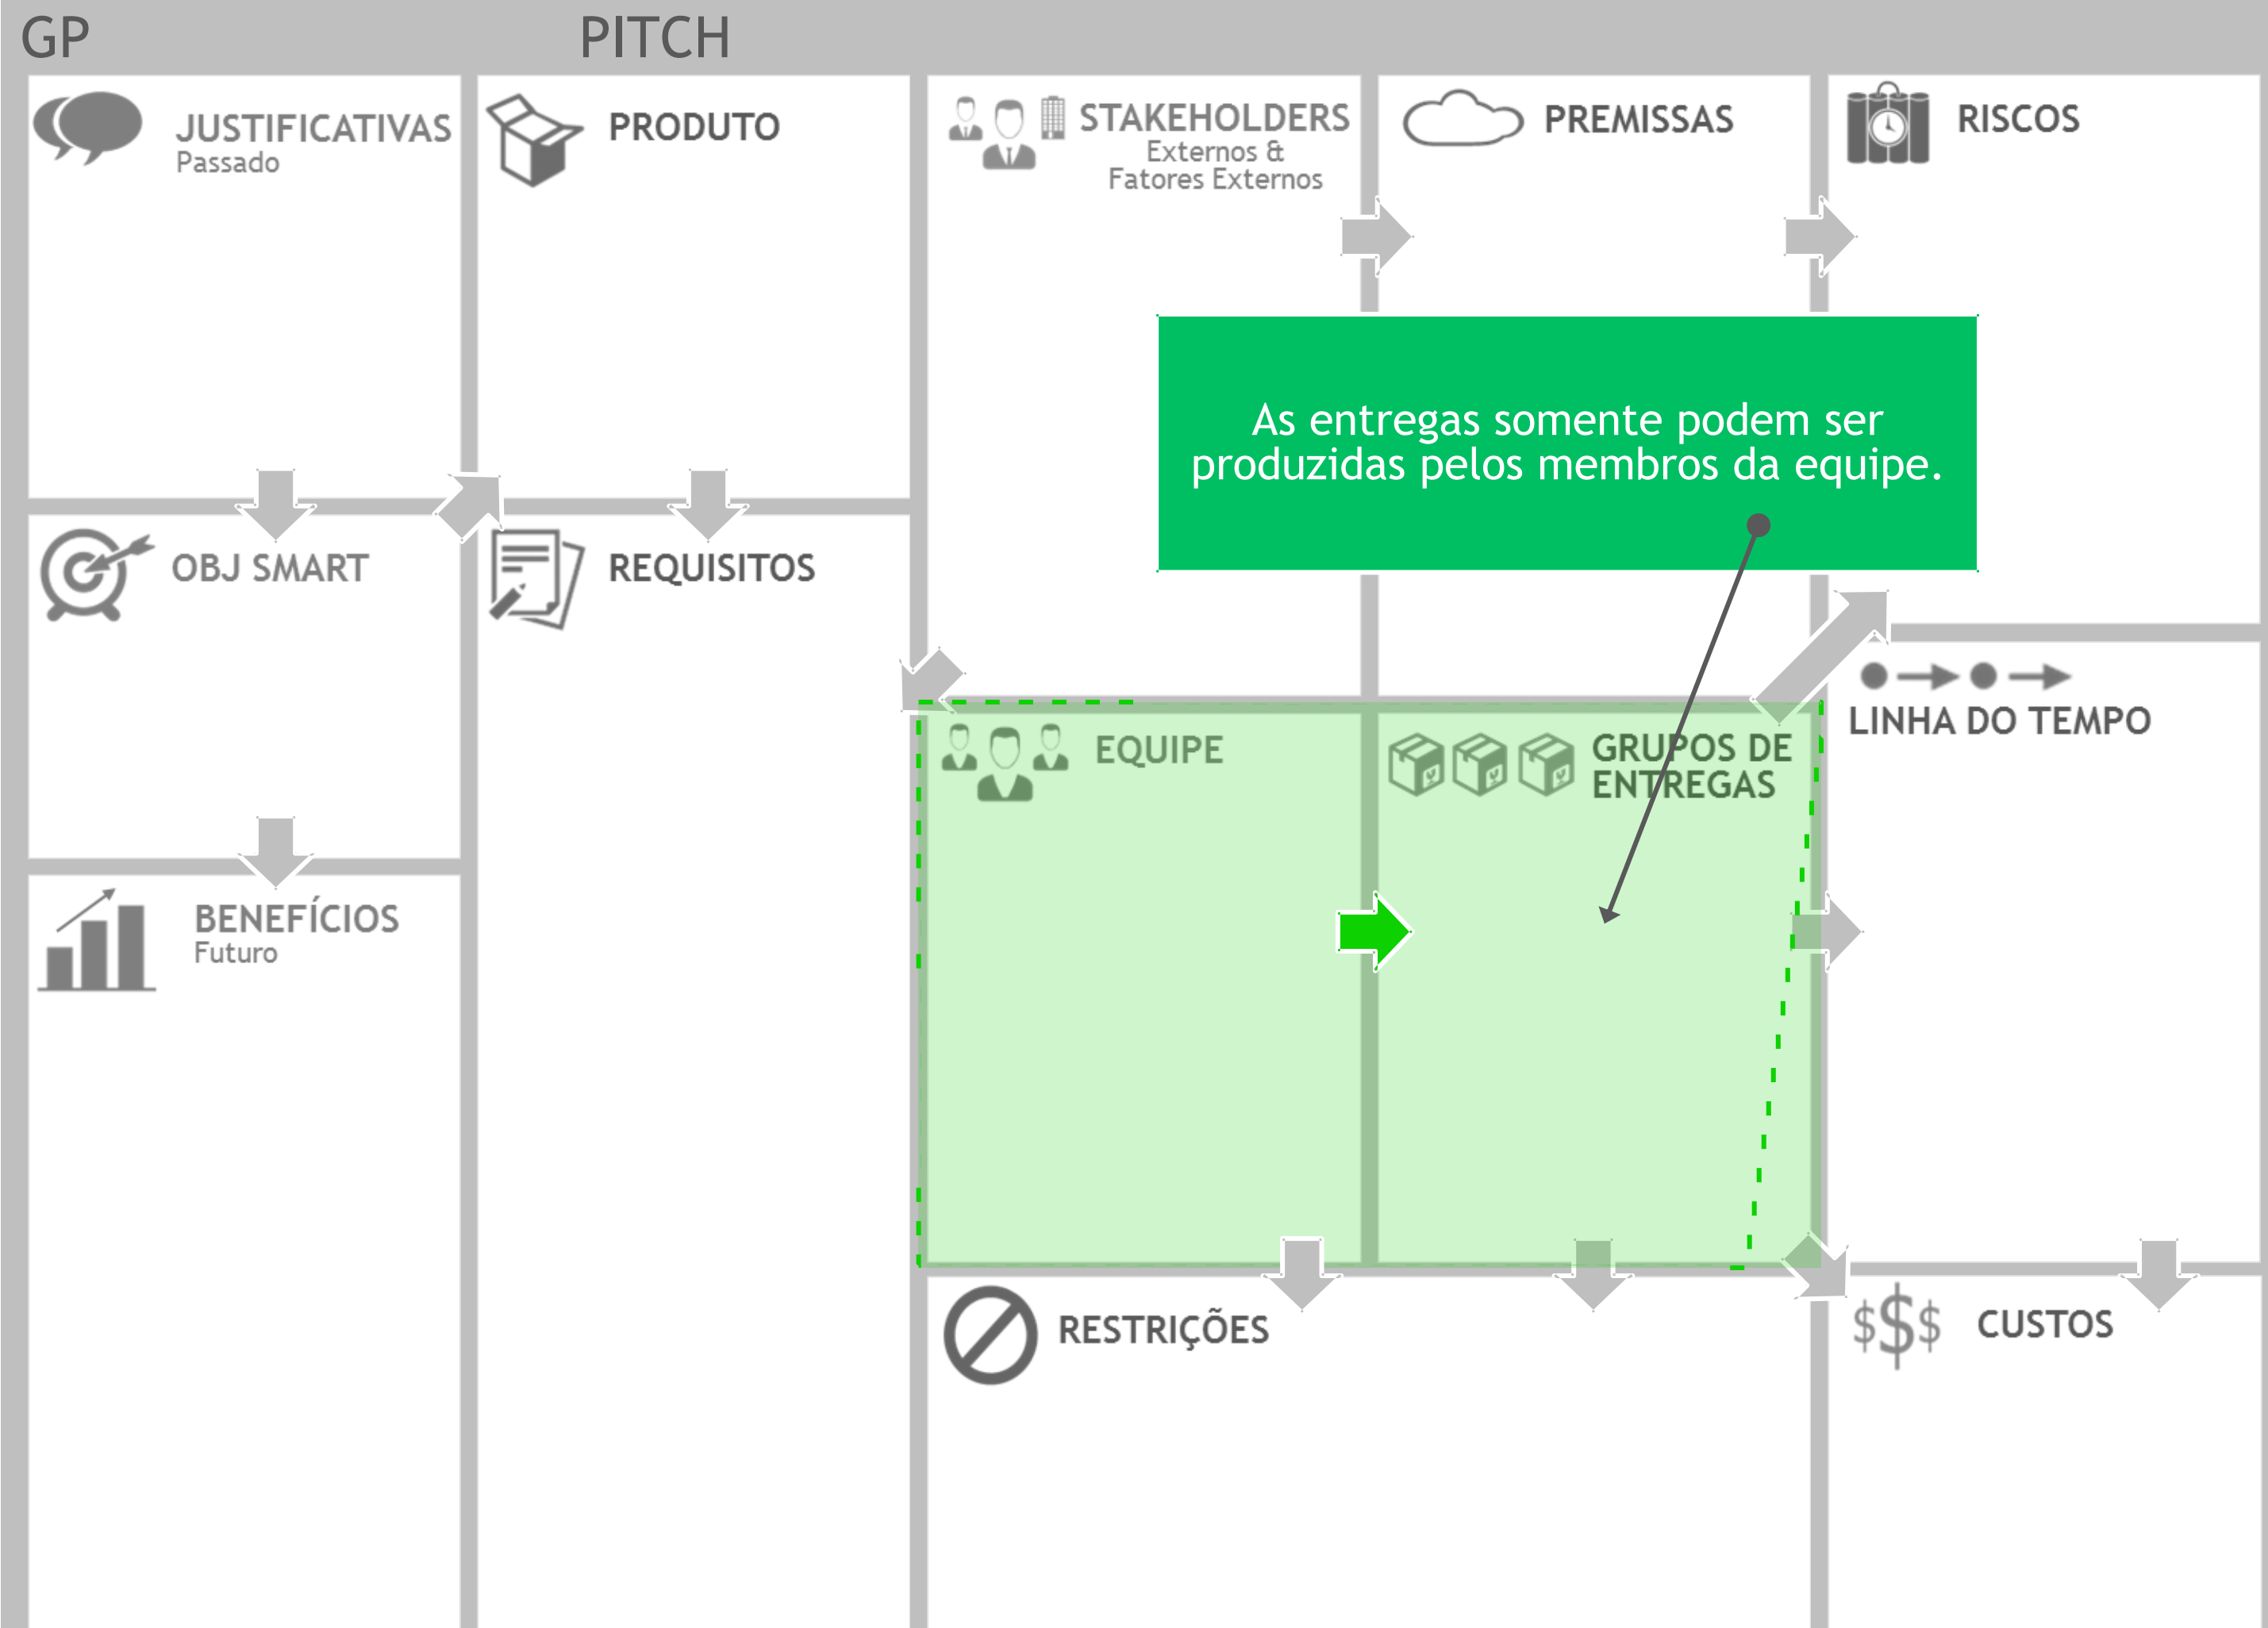 GP
PITCH
JUSTIFICATIVAS
Passado
PRODUTO
STAKEHOLDERS
Externos &
Fatores Externos
PREMISSAS
RISCOS
As entregas somente podem ser
produzidas pelos membros da equipe.
OBJ SMART
REQUISITOS
LINHA DO TEMPO
EQUIPE
GRUPOS DE
ENTREGAS
BENEFÍCIOS
Futuro
RESTRIÇÕES
$$$
CUSTOS